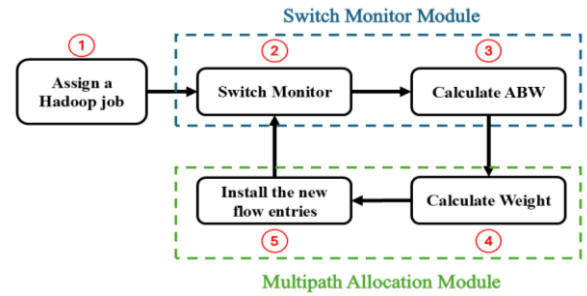 Switch Monitor Module
1
2
3
Assign a
Hadoop job
Switch Monitor
Calculate ABW
Install the new
flow entries
Calculate Weight
5
4
Multipath Allocation Module